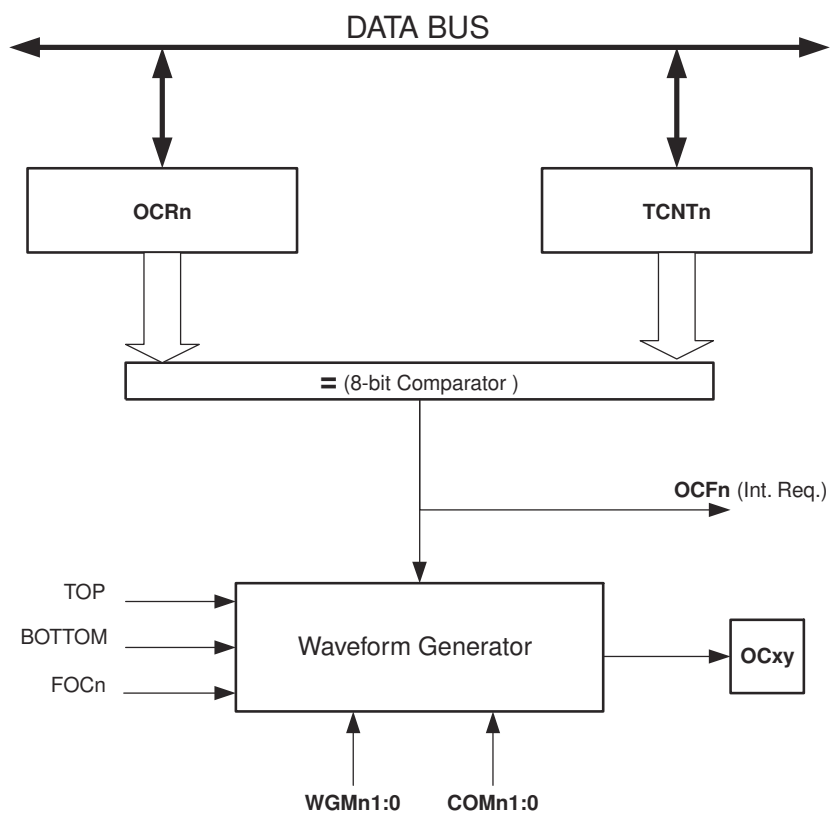 DATA BUS
OCRn
TCNTn
= (8-bit Comparator )
OCFn (Int. Req.)
TOP
BOTTOM
FOCn
Waveform Generator
OCxy
WGMn1:0
COMn1:0